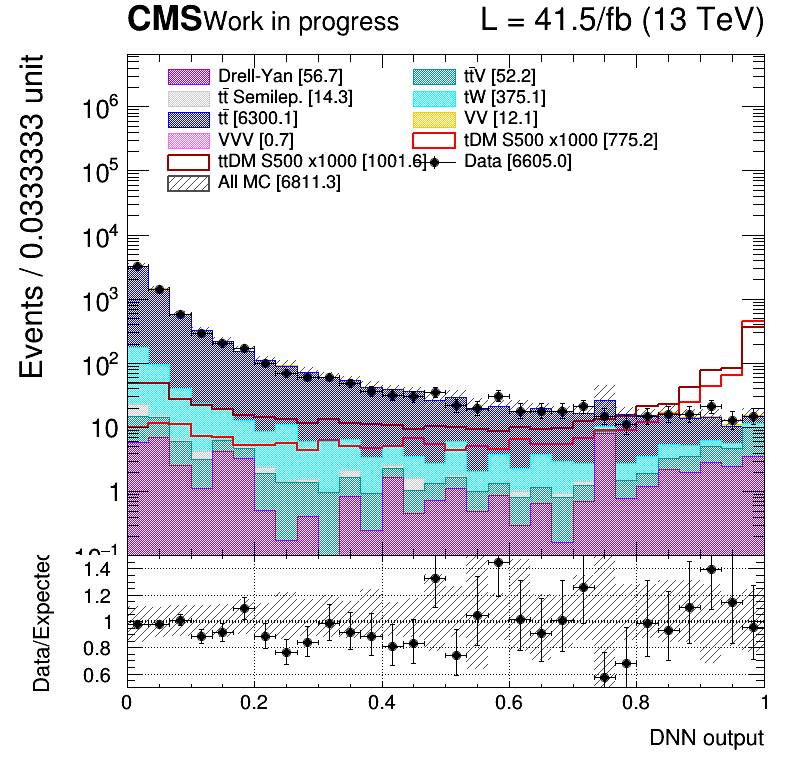 CMS Work in progress L = 41.5/fb (13 TeV)
Events / 0.0333333 unit
Drell-Yan [56.7] tt̄V [52.2]
tt̄ Semilep. [14.3] tW [375.1]
tt̄ [6300.1] VV [12.1]
VVV [0.7] tDM S500 x1000 [775.2]
ttDM S500 x1000 [1001.6] Data [6605.0]
All MC [6811.3]
10⁶
10⁵
10⁴
10³
10²
10
1
10⁻¹
Data/Expected
1.4
1.2
1
0.8
0.6
0 0.2 0.4 0.6 0.8 1
DNN output